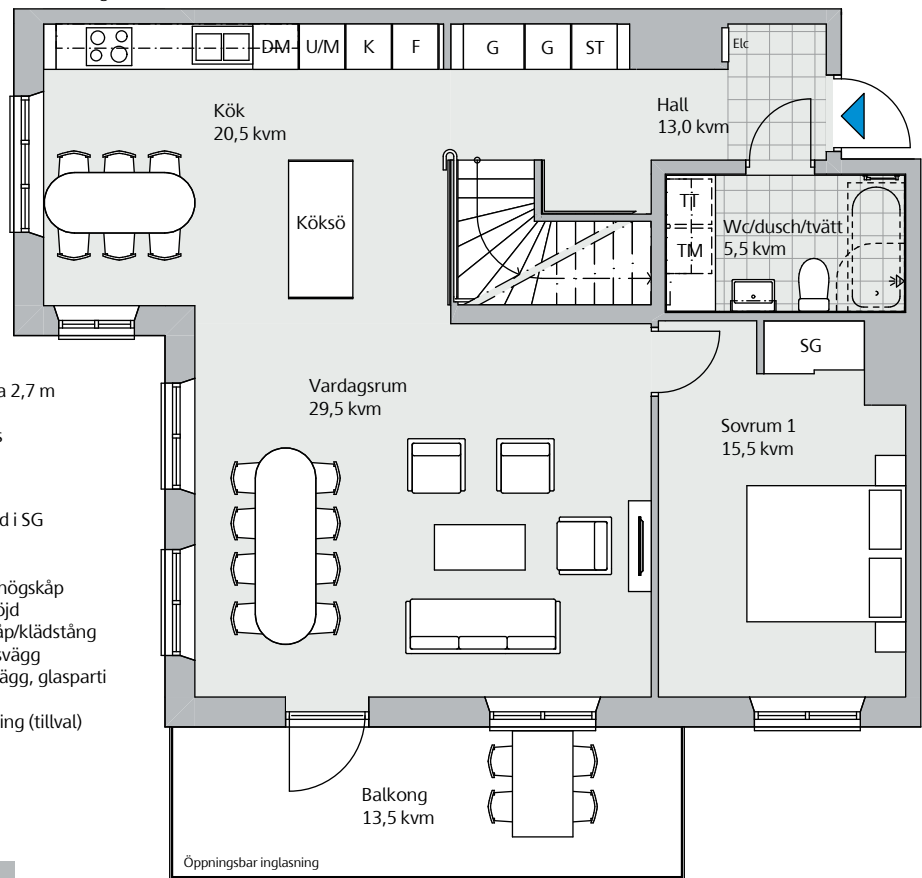 DM U/M K F G G ST
Elc
Kök
20,5 kvm
Hall
13,0 kvm
Köksö
TT
TM
Wc/dusch/tvätt
5,5 kvm
SG
Vardagsrum
29,5 kvm
Sovrum 1
15,5 kvm
a 2,7 m
s
d i SG
högskåp
öjd
åp/klädstång
svägg
ägg, glasparti
ing (tillval)
Balkong
13,5 kvm
Öppningsbar inglasning